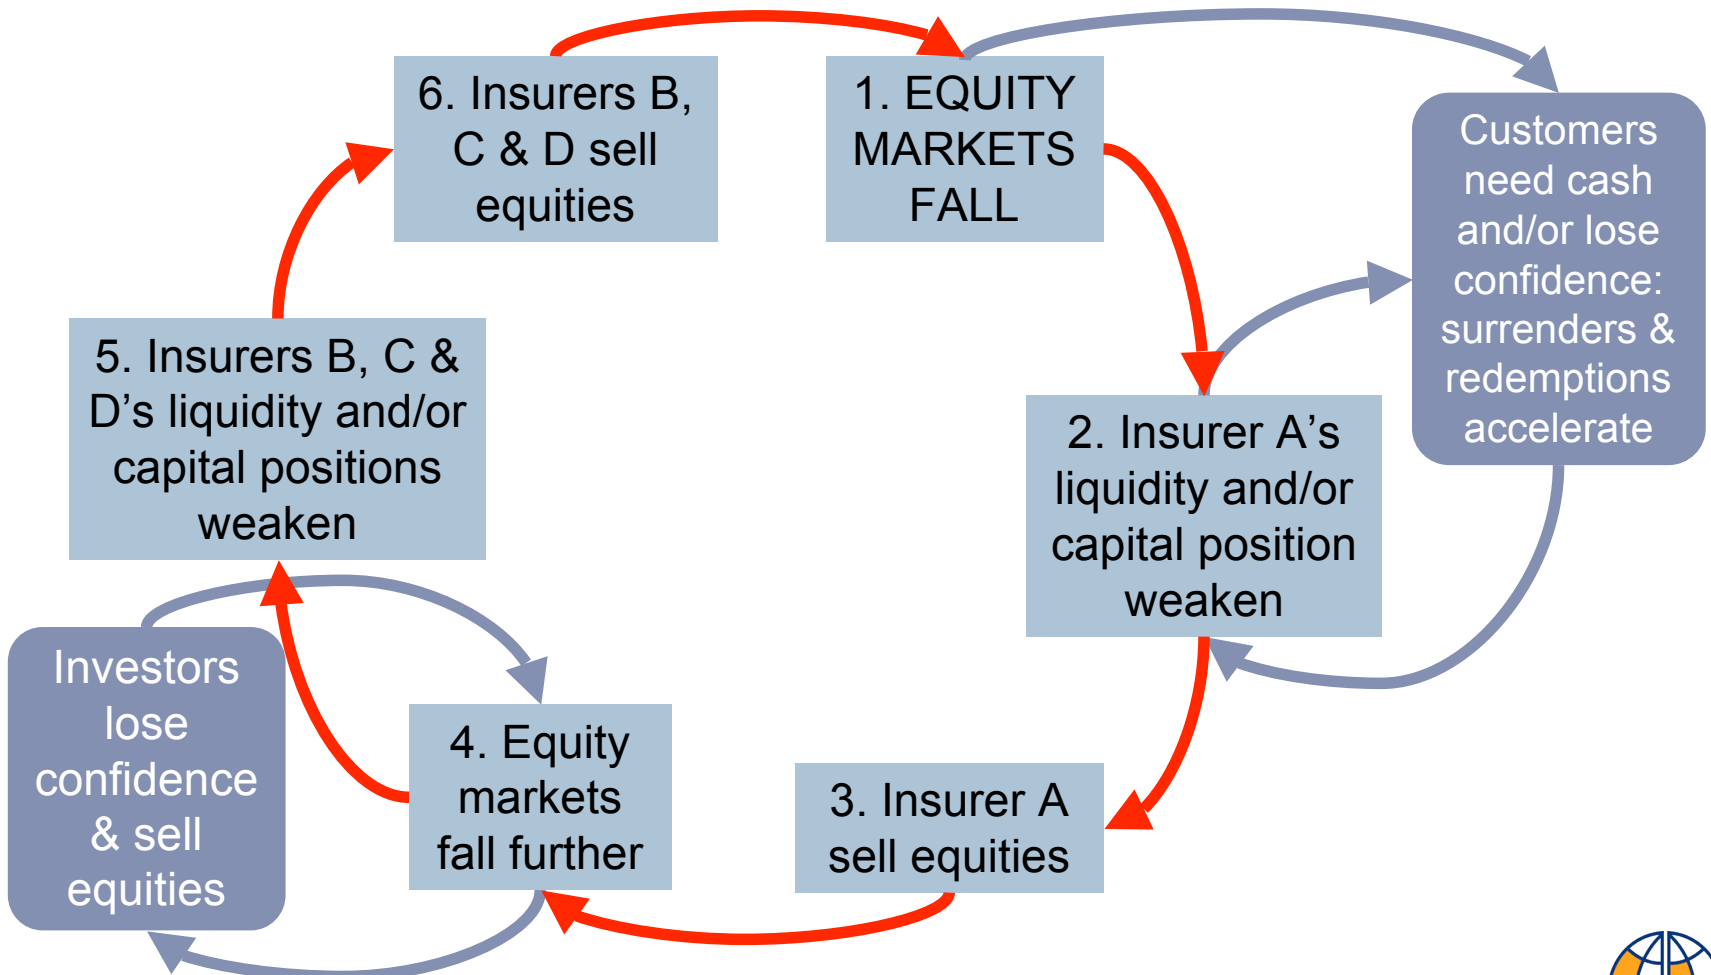 6. Insurers B,
C & D sell
equities
1. EQUITY
MARKETS
FALL
Customers
need cash
and/or lose
confidence:
surrenders &
redemptions
accelerate
5. Insurers B, C &
D’s liquidity and/or
capital positions
weaken
2. Insurer A’s
liquidity and/or
capital position
weaken
Investors
lose
confidence
& sell
equities
4. Equity
markets
fall further
3. Insurer A
sell equities